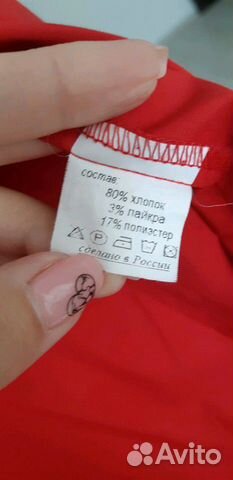 состав:
80% хлопок
3% лайкра
17% полиэстер
P
сделано в России
Avito